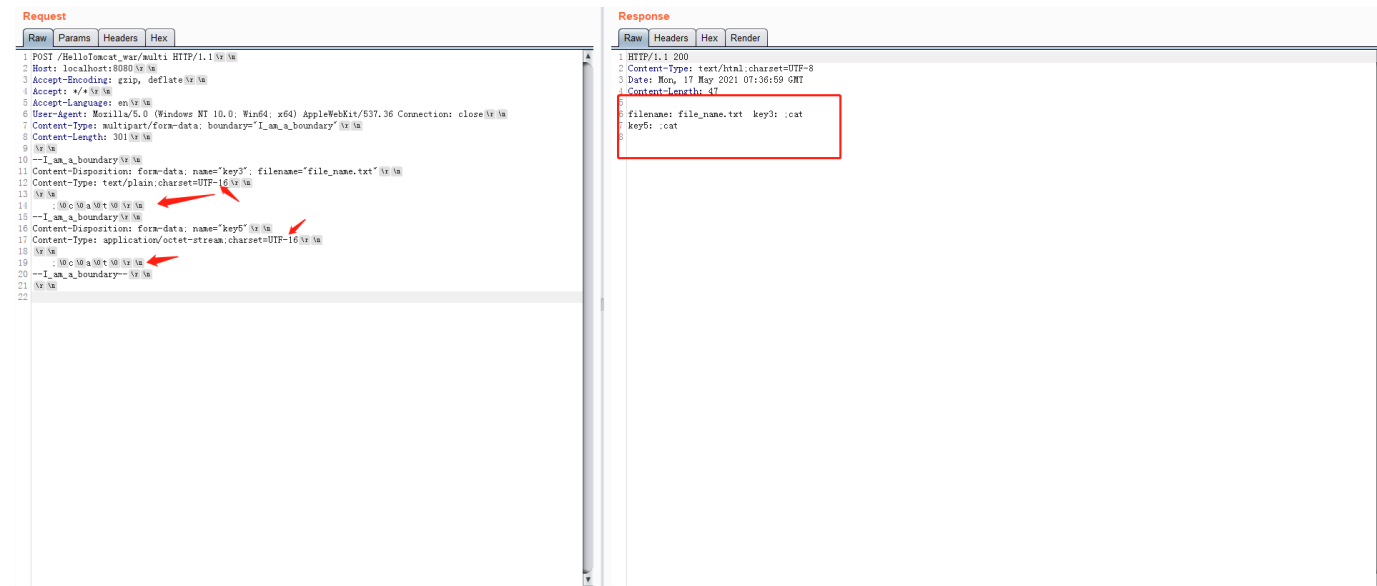 Request
Raw Params Headers Hex
1 POST /HelloTomcat_war/multi HTTP/1.1 \r \n
2 Host: localhost:8080 \r \n
3 Accept-Encoding: gzip, deflate \r \n
4 Accept: */* \r \n
5 Accept-Language: en \r \n
6 User-Agent: Mozilla/5.0 (Windows NT 10.0; Win64; x64) AppleWebKit/537.36 Connection: close \r \n
7 Content-Type: multipart/form-data; boundary="I_am_a_boundary" \r \n
8 Content-Length: 301 \r \n
9 \r \n
10 --I_am_a_boundary \r \n
11 Content-Disposition: form-data; name="key3"; filename="file_name.txt" \r \n
12 Content-Type: text/plain;charset=UTF-16 \r \n
13 \r \n
14 ; \0 c \0 a \0 t \0 \r \n
15 --I_am_a_boundary \r \n
16 Content-Disposition: form-data; name="key5" \r \n
17 Content-Type: application/octet-stream;charset=UTF-16 \r \n
18 \r \n
19 ; \0 c \0 a \0 t \0 \r \n
20 --I_am_a_boundary-- \r \n
21 \r \n
22
Response
Raw Headers Hex Render
1 HTTP/1.1 200
2 Content-Type: text/html;charset=UTF-8
3 Date: Mon, 17 May 2021 07:36:59 GMT
4 Content-Length: 47
5
6 filename: file_name.txt key3: ;cat
7 key5: ;cat
8